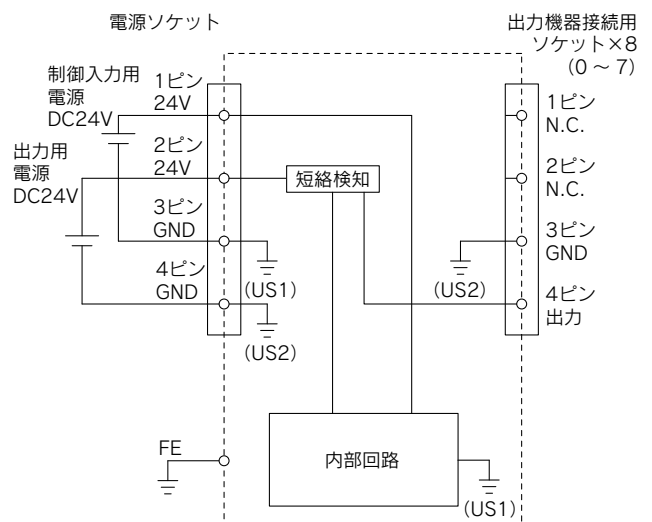 電源ソケット
出力機器接続用
ソケット×8
（0 ～ 7）
制御入力用
電源
DC24V
出力用
電源
DC24V
1ピン
24V
2ピン
24V
3ピン
GND
4ピン
GND
(US1)
(US2)
短絡検知
(US2)
1ピン
N.C.
2ピン
N.C.
3ピン
GND
4ピン
出力
FE
内部回路
(US1)